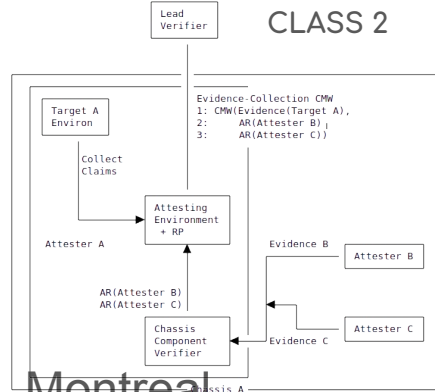 Lead
Verifier
CLASS 2
Evidence-Collection CMW
1: CMW(Evidence(Target A),
2: AR(Attester B)
3: AR(Attester C))
Target A
Environ
Collect
Claims
Attesting
Environment
+ RP
Attester A
Evidence B
Attester B
AR(Attester B)
AR(Attester C)
Chassis
Component
Verifier
Attester C
Evidence C
Montreal
Chassis A